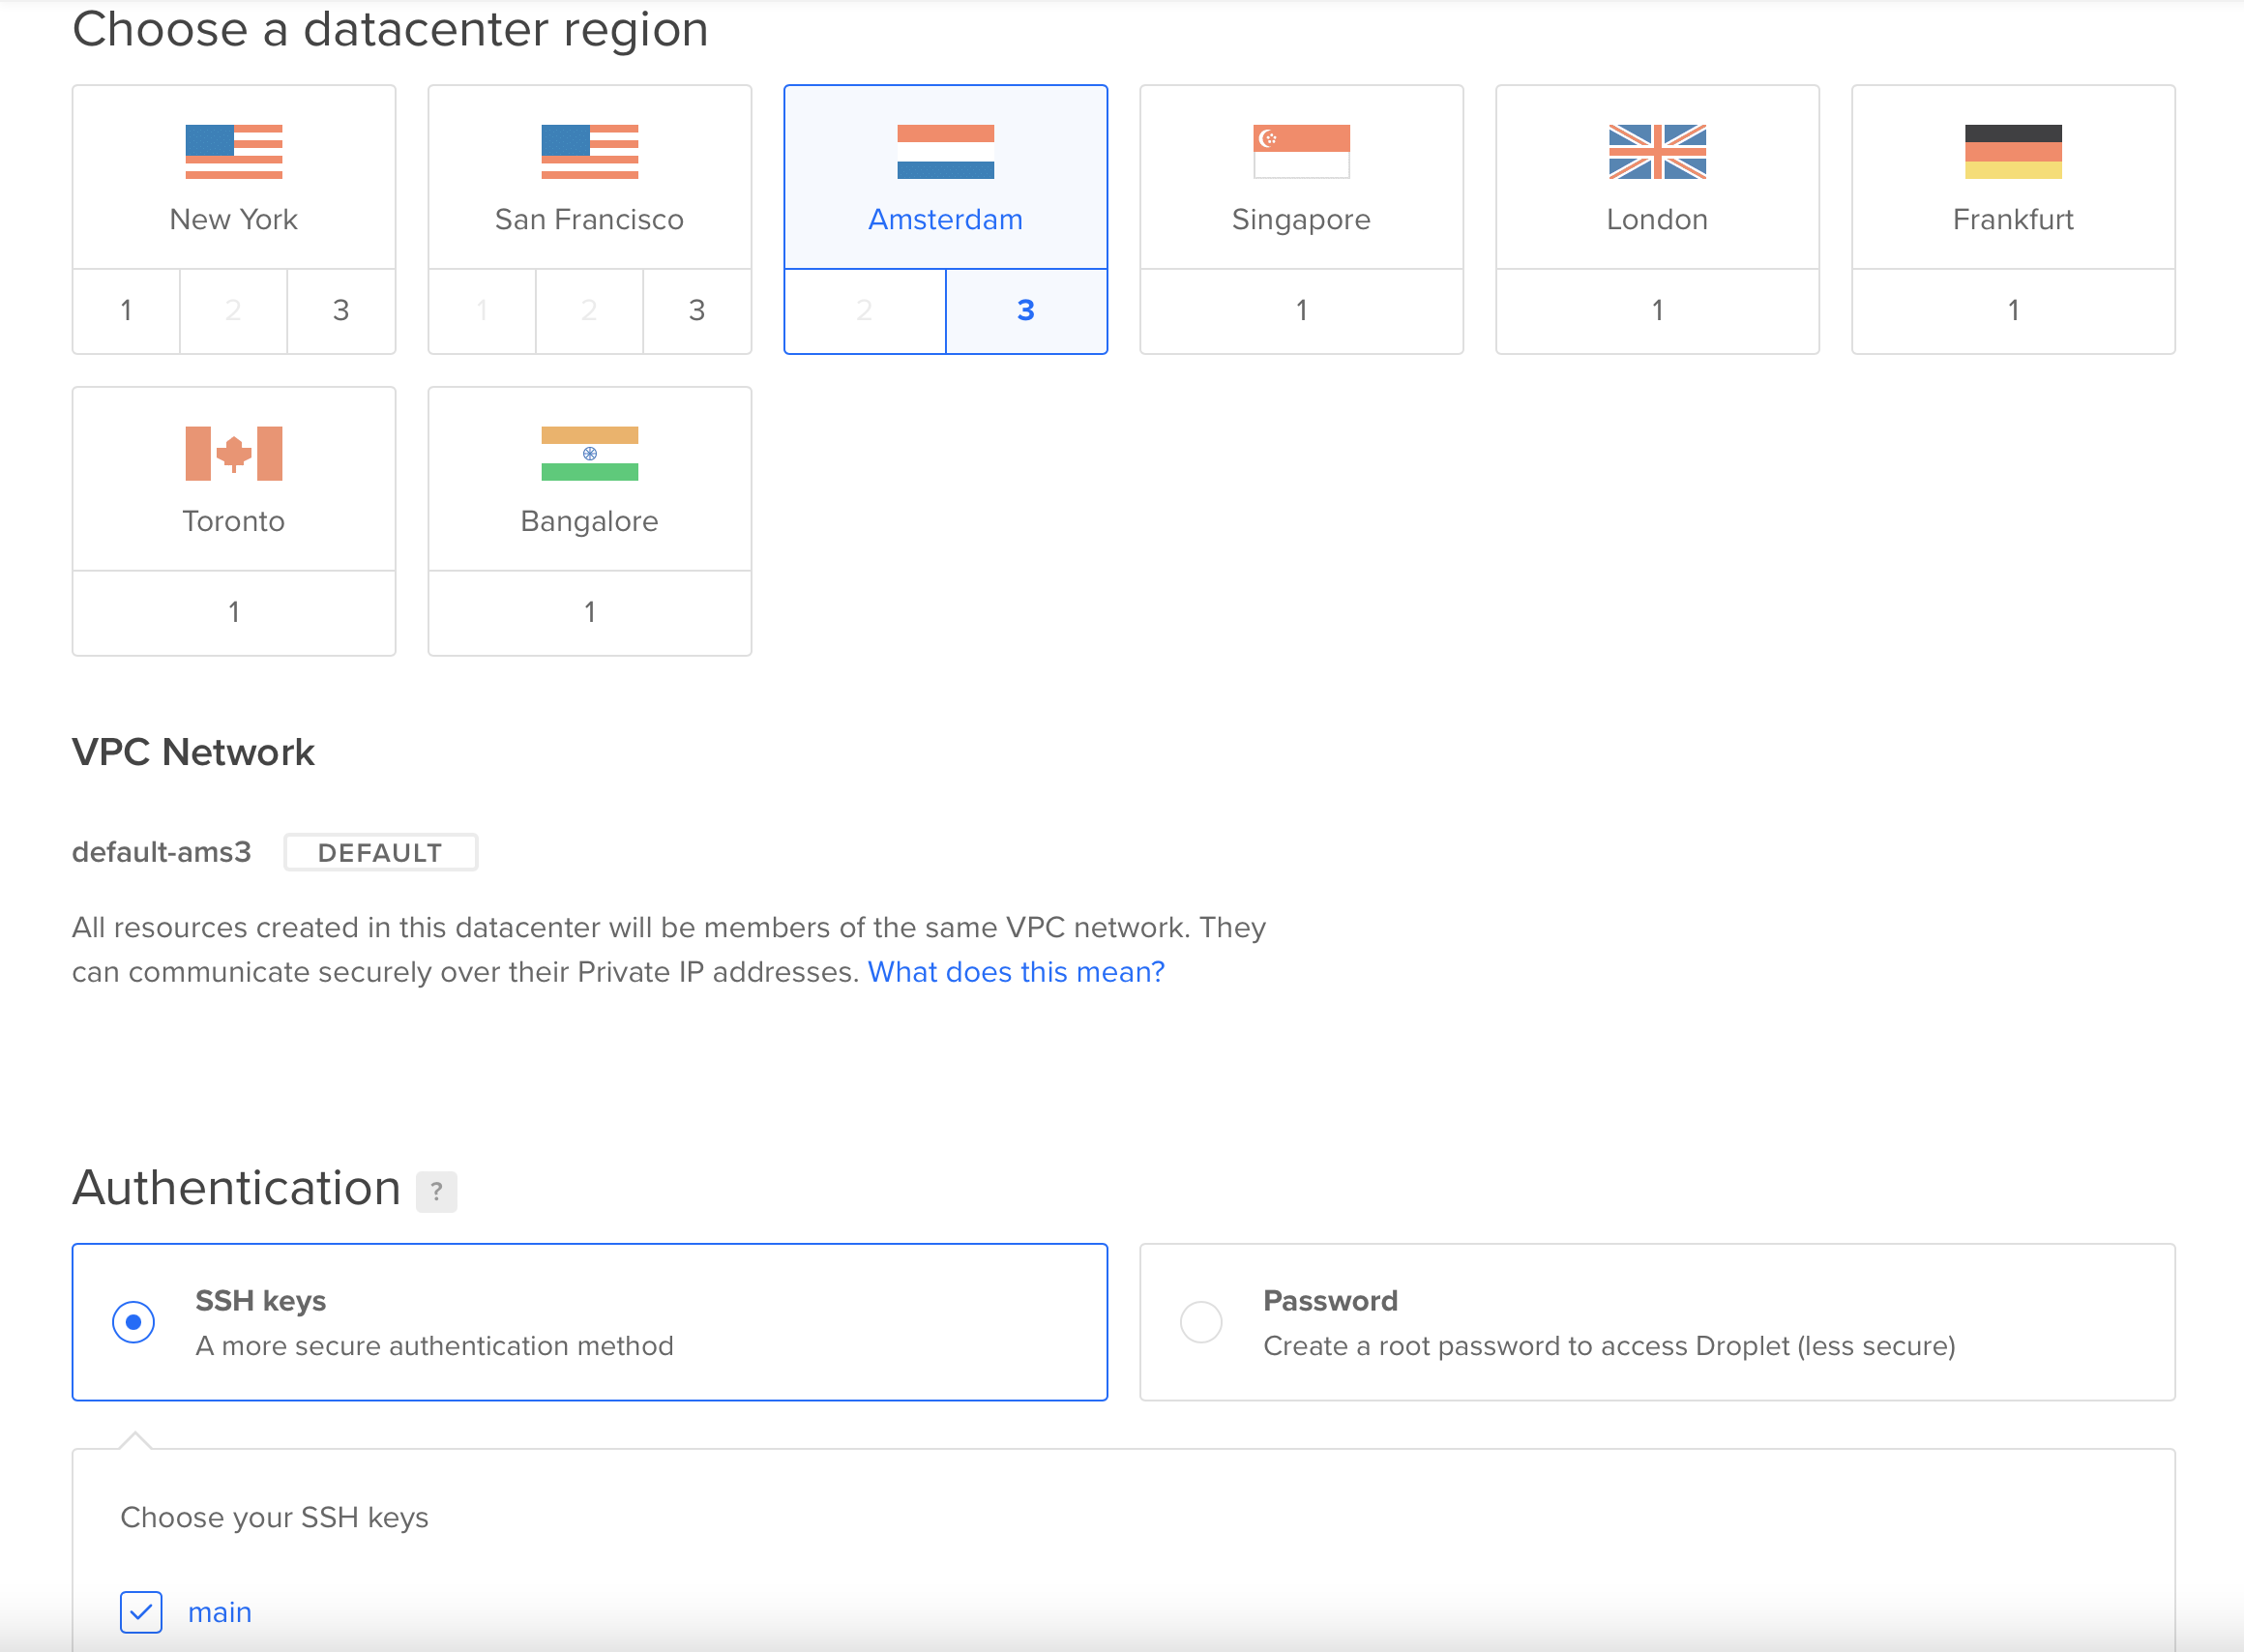 Choose a datacenter region
New York
San Francisco
Amsterdam
Singapore
London
Frankfurt
1 2 3
1 2 3
2 3
1
1
1
Toronto
Bangalore
1
1
VPC Network
default-ams3 DEFAULT
All resources created in this datacenter will be members of the same VPC network. They
can communicate securely over their Private IP addresses. What does this mean?
Authentication ?
SSH keys
A more secure authentication method
Password
Create a root password to access Droplet (less secure)
Choose your SSH keys
main